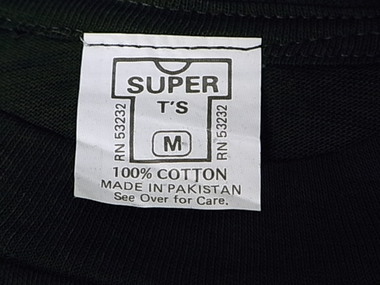 SUPER
T'S
RN 53232
M
RN 53232
100% COTTON
MADE IN PAKISTAN
See Over for Care.